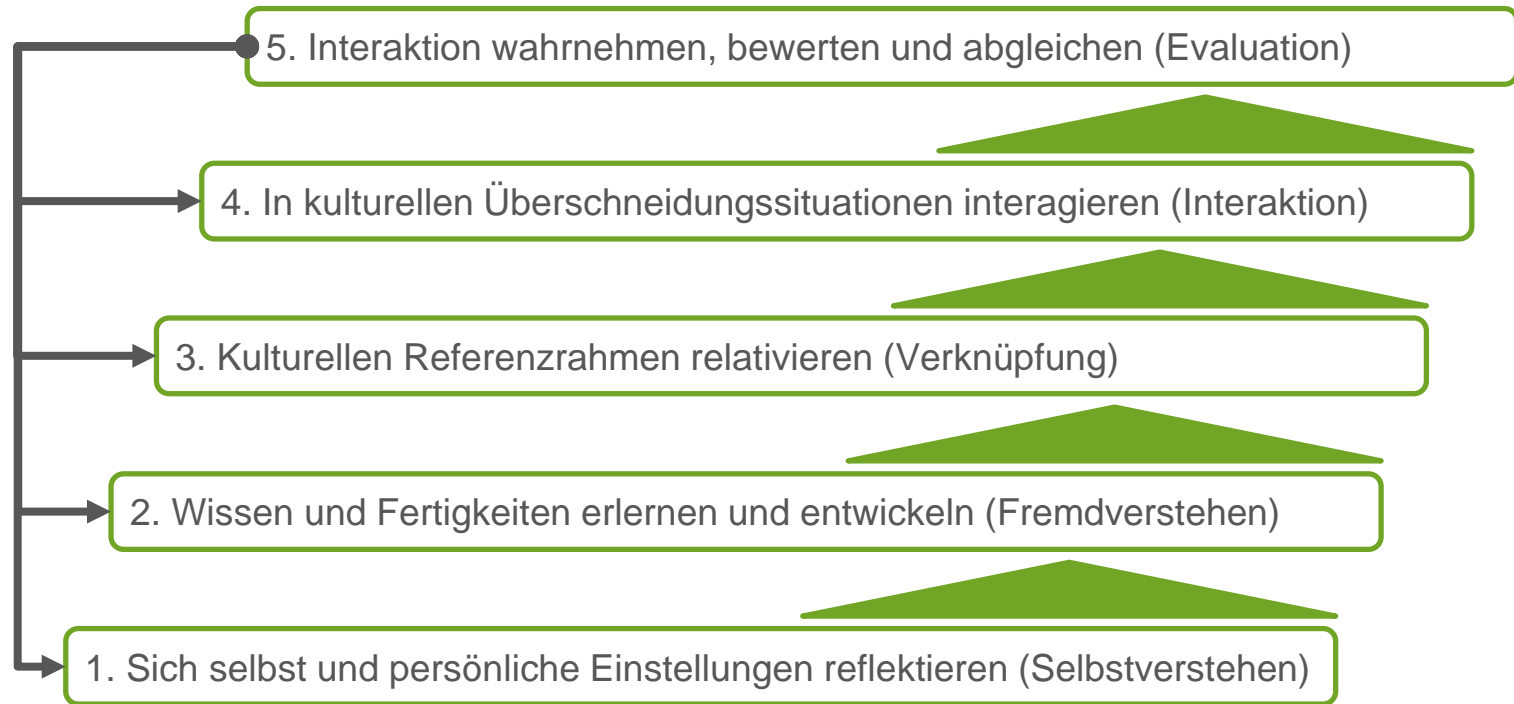 5. Interaktion wahrnehmen, bewerten und abgleichen (Evaluation)
4. In kulturellen Überschneidungssituationen interagieren (Interaktion)
3. Kulturellen Referenzrahmen relativieren (Verknüpfung)
2. Wissen und Fertigkeiten erlernen und entwickeln (Fremdverstehen)
1. Sich selbst und persönliche Einstellungen reflektieren (Selbstverstehen)